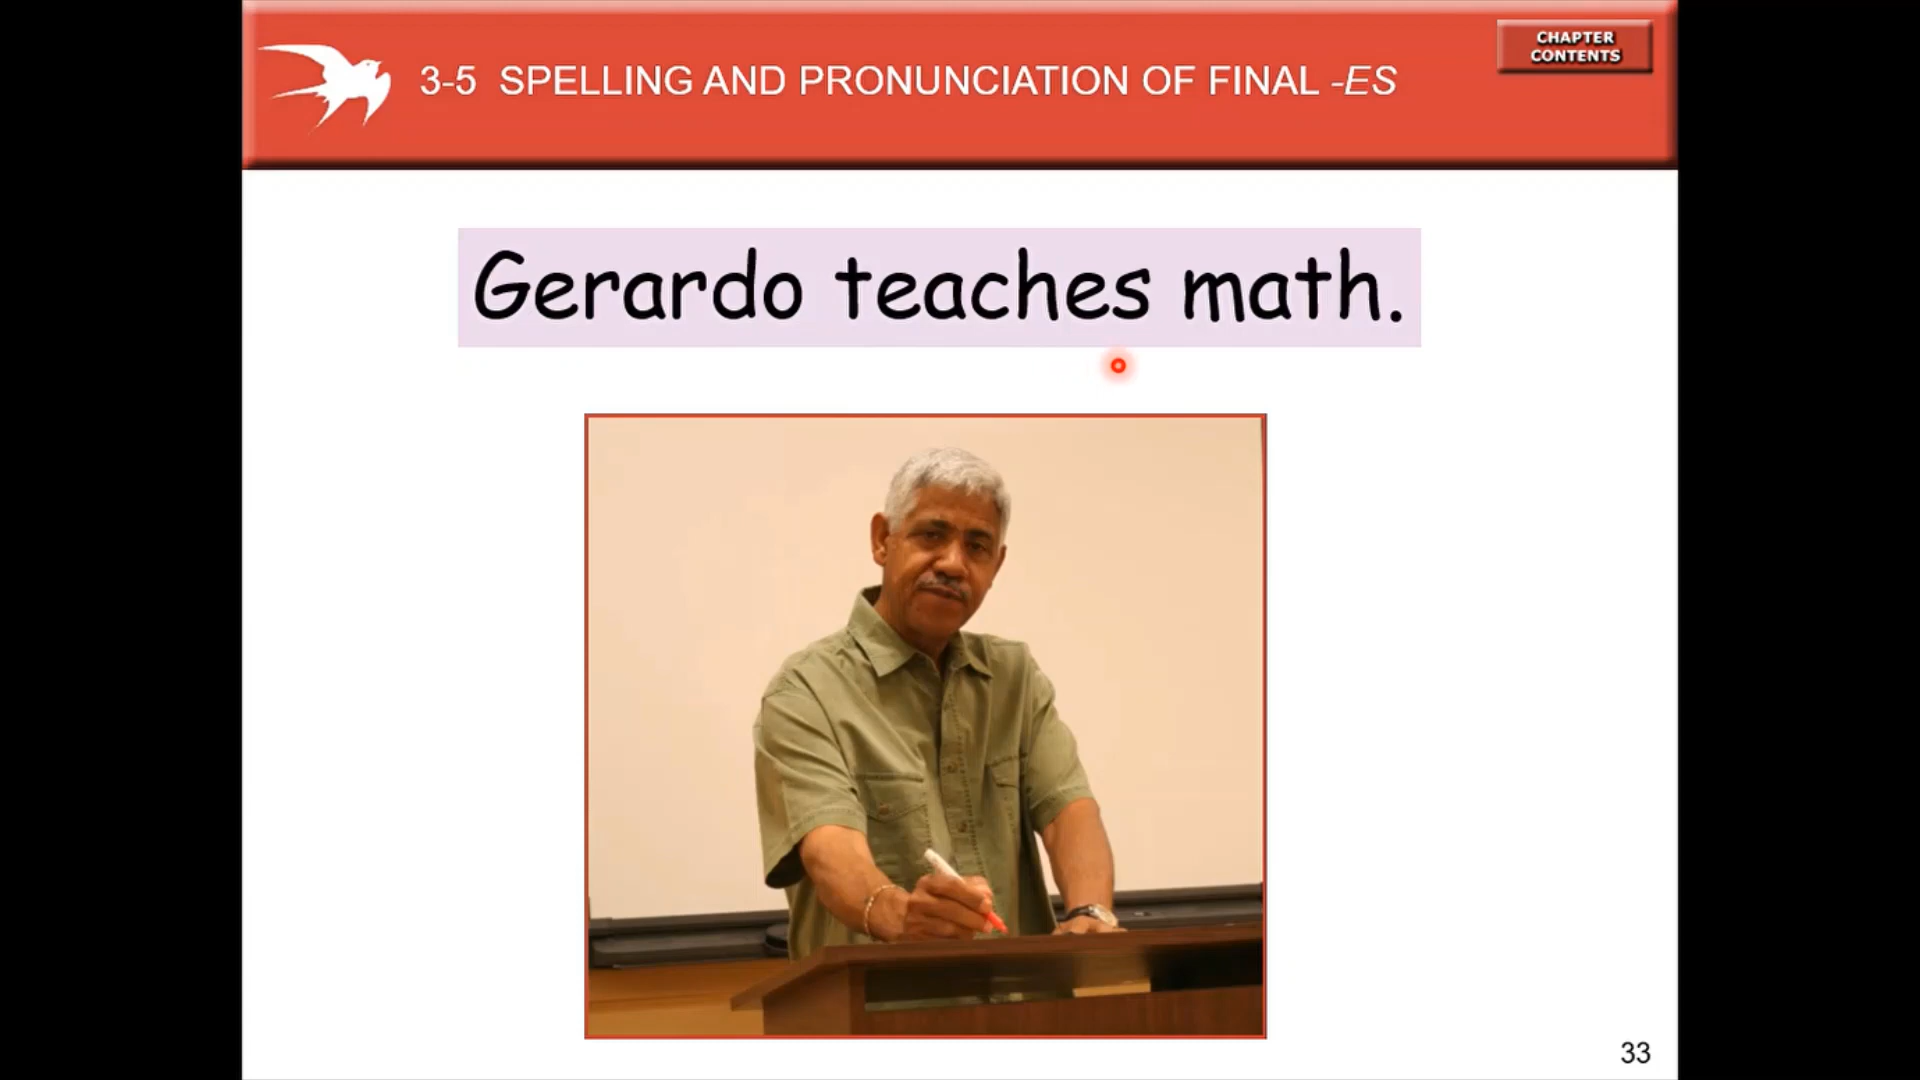 CHAPTER
CONTENTS
3-5 SPELLING AND PRONUNCIATION OF FINAL -ES
Gerardo teaches math.
33